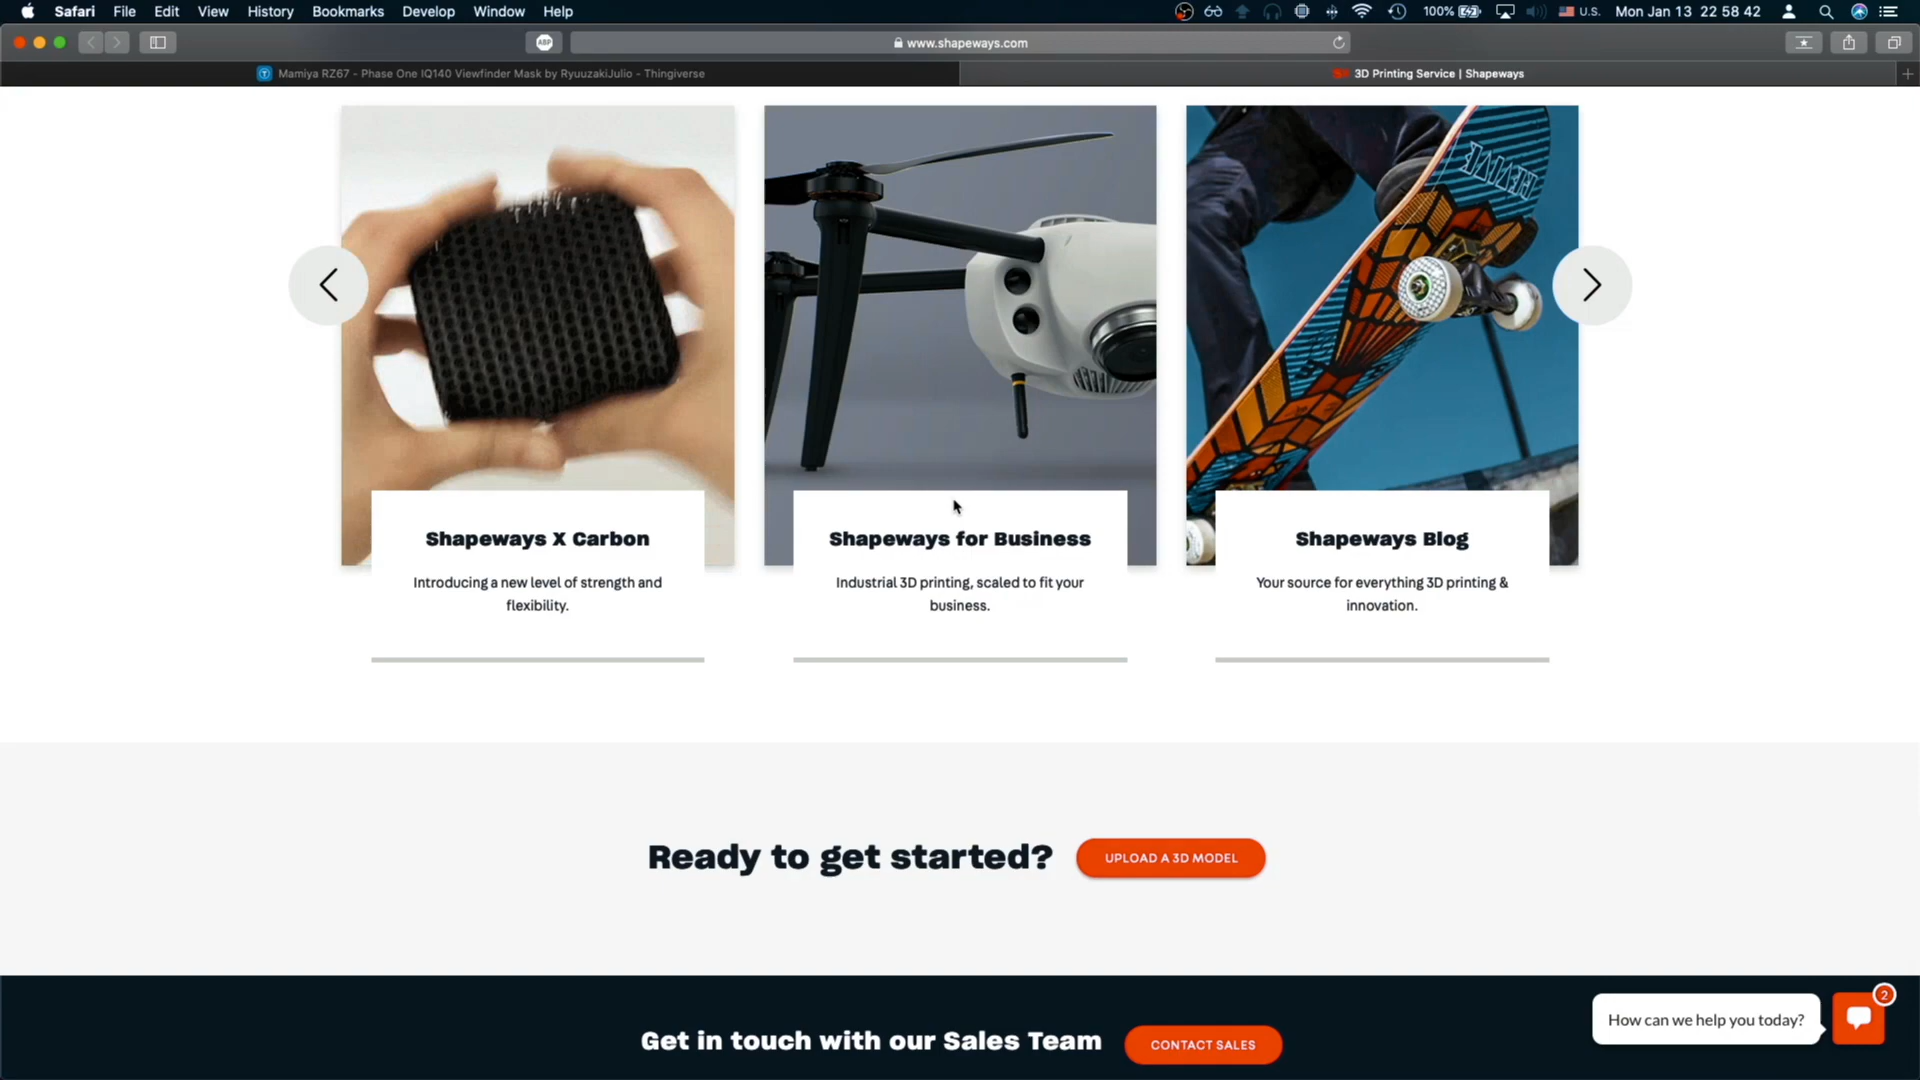 Safari File Edit View History Bookmarks Develop Window Help 100% U.S. Mon Jan 13 22 58 42
ABP www.shapeways.com
Mamiya RZ67 - Phase One IQ140 Viewfinder Mask by RyuuzakiJulio - Thingiverse
3D Printing Service | Shapeways
Shapeways X Carbon
Introducing a new level of strength and
flexibility.
Shapeways for Business
Industrial 3D printing, scaled to fit your
business.
Shapeways Blog
Your source for everything 3D printing &
innovation.
Ready to get started? UPLOAD A 3D MODEL
Get in touch with our Sales Team CONTACT SALES
How can we help you today?
2